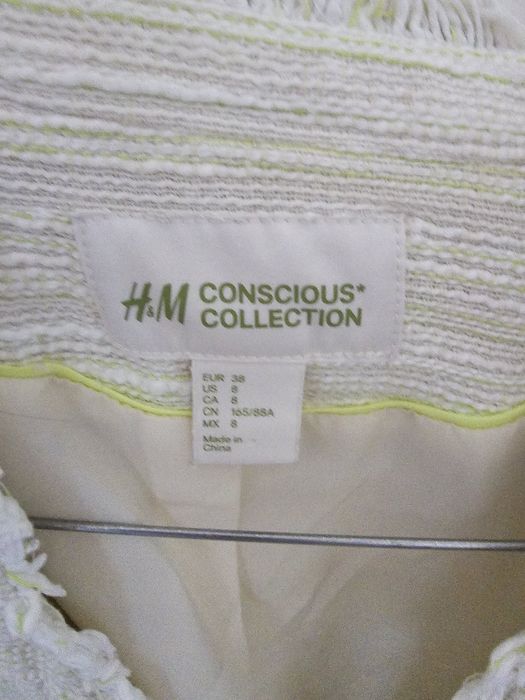 H&M CONSCIOUS*
COLLECTION
EUR 38
US 8
CA 8
CN 165/88A
MX 8
Made in
China